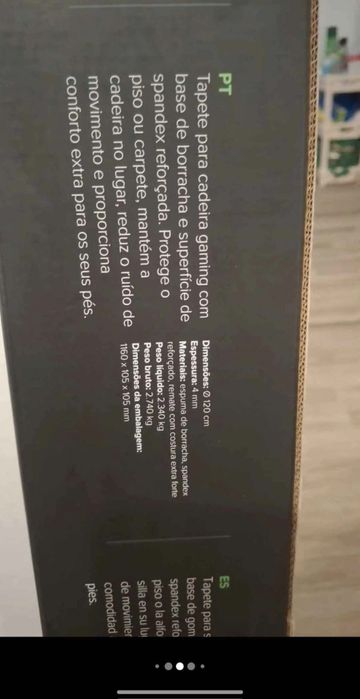 PT
Tapete para cadeira gaming com
base de borracha e superfície de
spandex reforçada. Protege o
piso ou carpete, mantém a
cadeira no lugar, reduz o ruído de
movimento e proporciona
conforto extra para os seus pés.
Dimensões: Ø 120 cm
Espessura: 4 mm
Materiais: espuma de borracha, spandex
reforçado, remate com costura extra forte
Peso líquido: 2.340 kg
Peso bruto: 2.740 kg
Dimensões da embalagem:
1160 x 105 x 105 mm
ES
Tapete para s
base de gom
spandex refo
piso o la alfo
silla en su lu
de movimie
comodidad
pies.